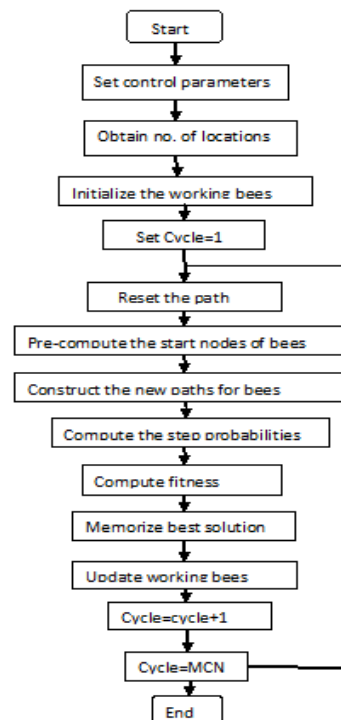 Start
Set control parameters
Obtain no. of locations
Initialize the working bees
Set Cycle=1
Reset the path
Pre-compute the start nodes of bees
Construct the new paths for bees
Compute the step probabilities
Compute fitness
Memorize best solution
Update working bees
Cycle=cycle+1
Cycle=MCN
End